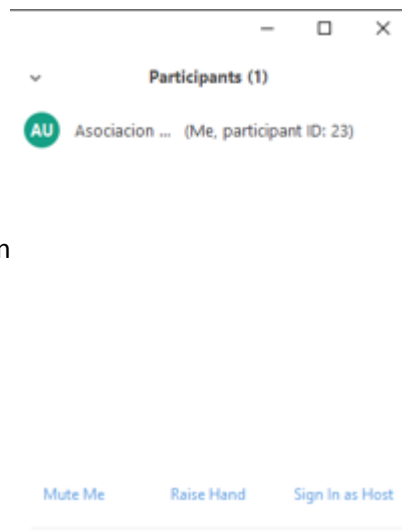 Participants (1)
AU Asociacion ... (Me, participant ID: 23)
n
Mute Me Raise Hand Sign In as Host